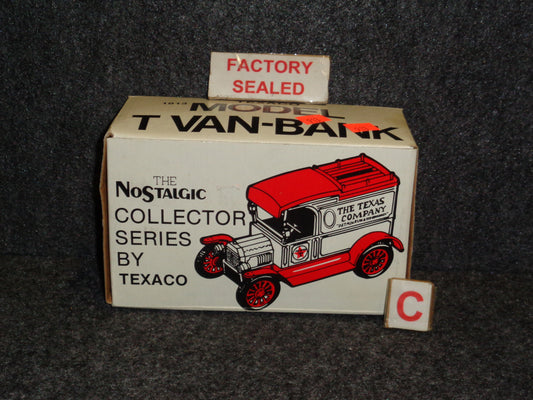 FACTORY
SEALED
MODEL
T VAN-BANK
THE
NOSTALGIC
COLLECTOR
SERIES
BY
TEXACO
THE TEXAS
COMPANY
C